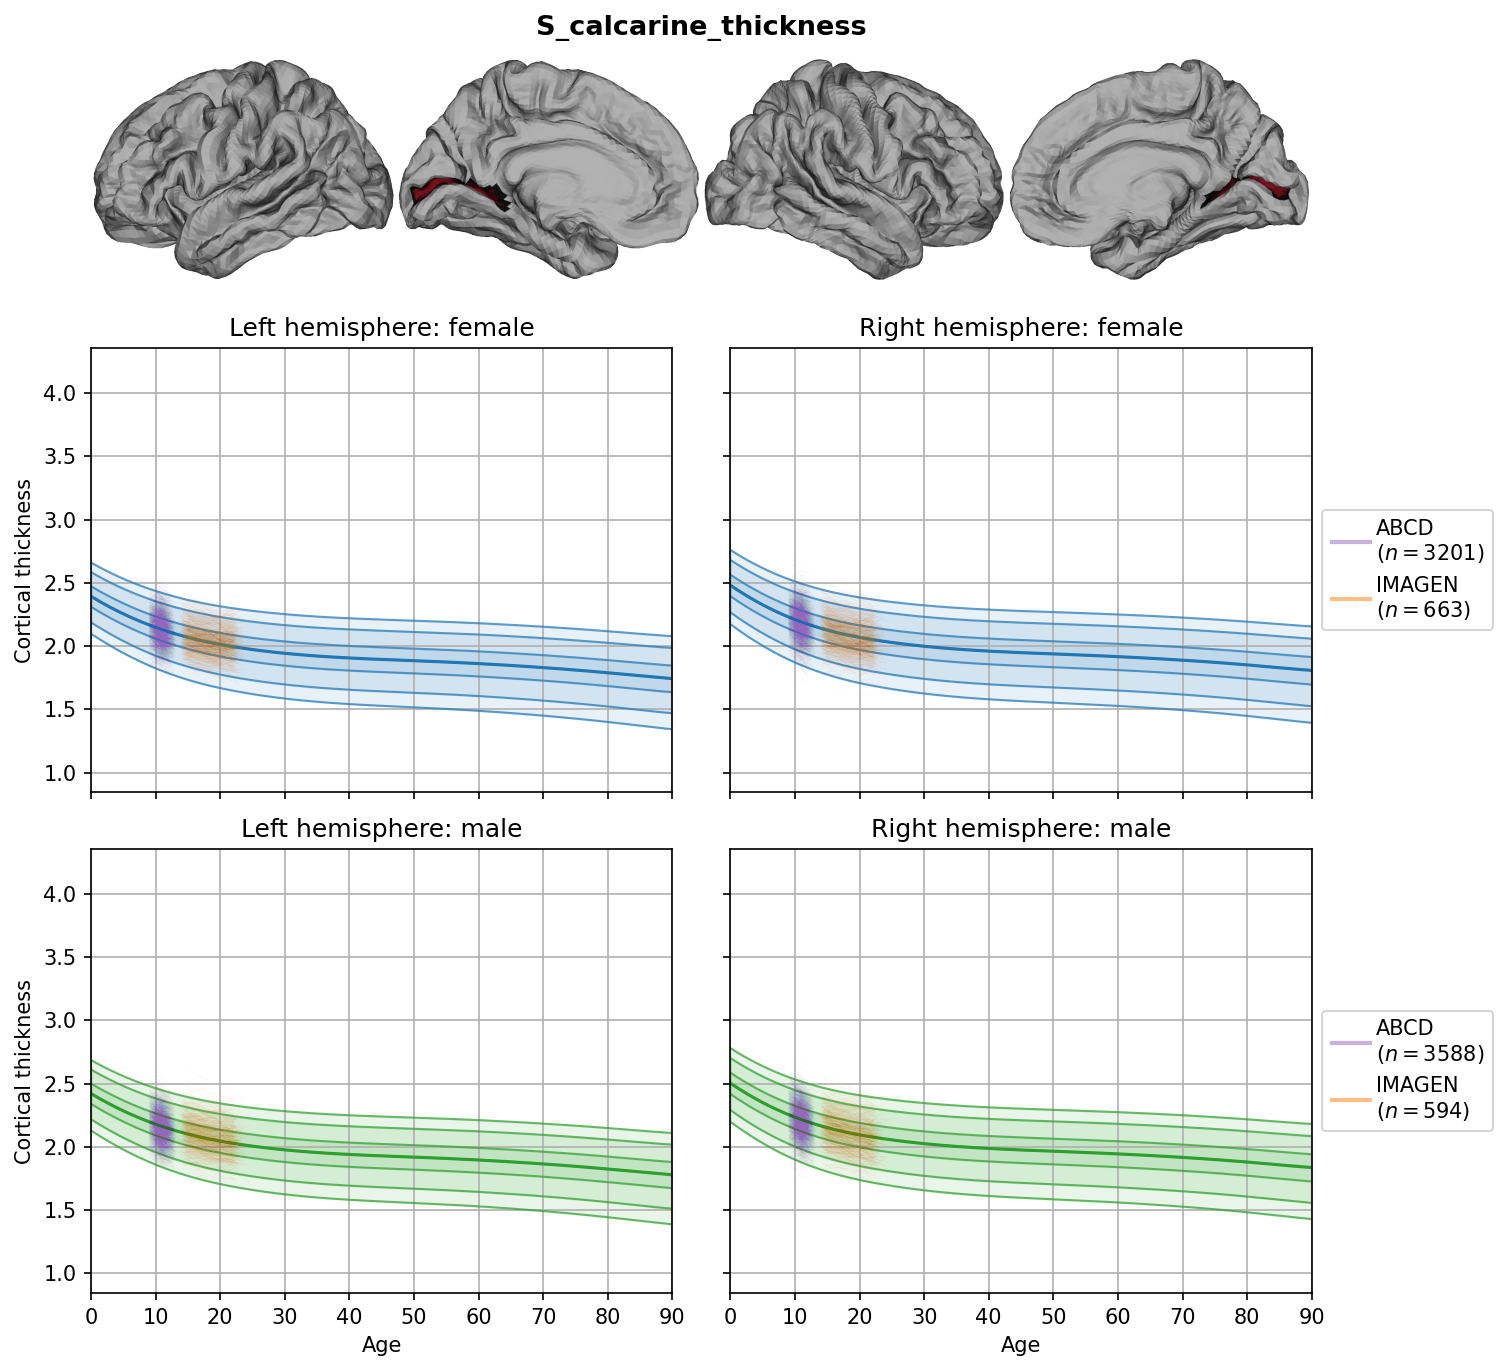 S_calcarine_thickness
Left hemisphere: female
Right hemisphere: female
4.0
3.5
3.0
2.5
2.0
1.5
1.0
Cortical thickness
ABCD
(n = 3201)
IMAGEN
(n = 663)
Left hemisphere: male
Right hemisphere: male
4.0
3.5
3.0
2.5
2.0
1.5
1.0
Cortical thickness
ABCD
(n = 3588)
IMAGEN
(n = 594)
0 10 20 30 40 50 60 70 80 90
0 10 20 30 40 50 60 70 80 90
Age
Age